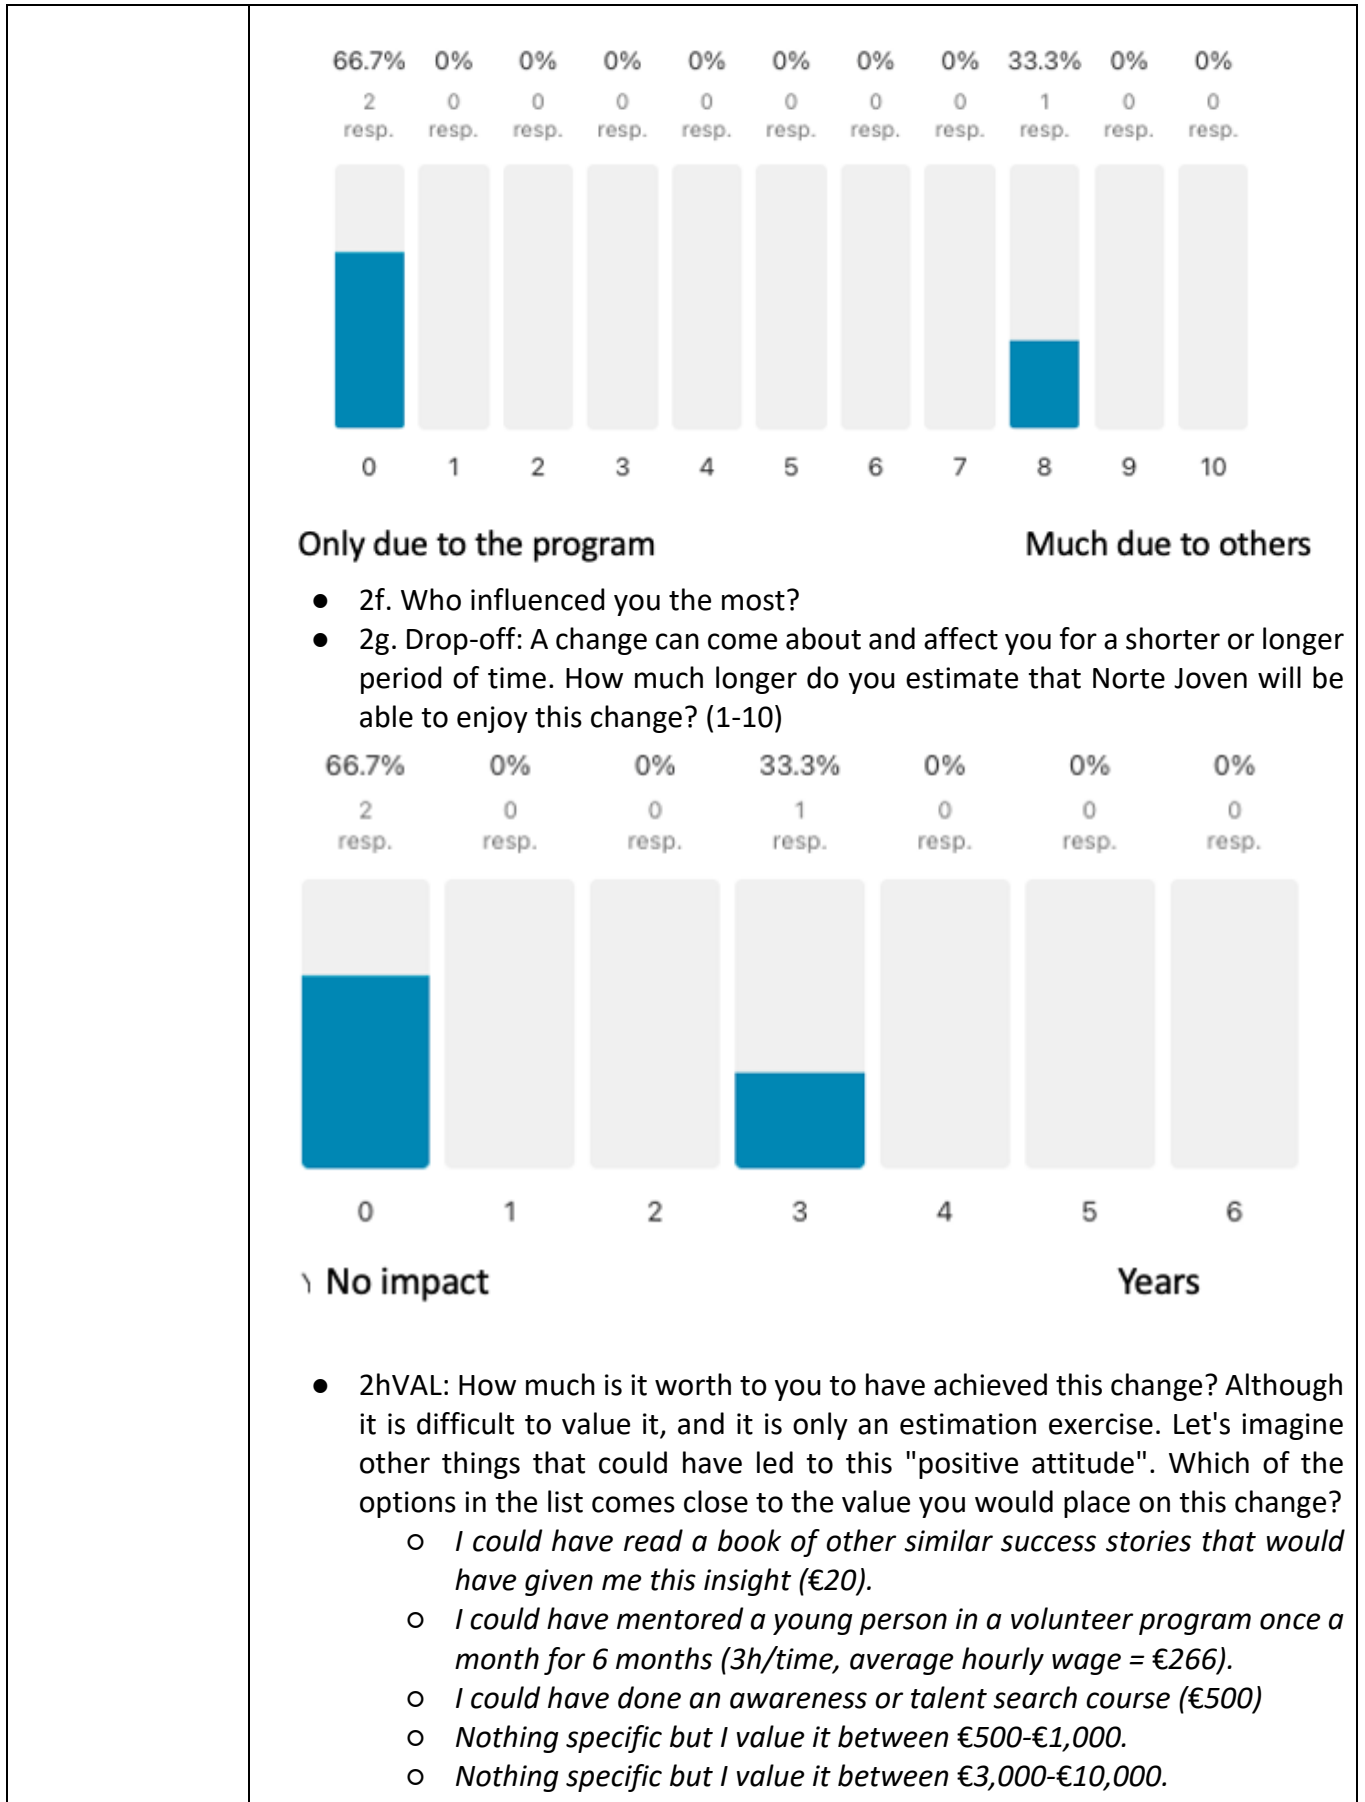 66.7% 0% 0% 0% 0% 0% 0% 0% 33.3% 0% 0%
2 0 0 0 0 0 0 0 1 0 0
resp. resp. resp. resp. resp. resp. resp. resp. resp. resp. resp.
0 1 2 3 4 5 6 7 8 9 10
Only due to the program Much due to others
● 2f. Who influenced you the most?
● 2g. Drop-off: A change can come about and affect you for a shorter or longer
period of time. How much longer do you estimate that Norte Joven will be
able to enjoy this change? (1-10)
66.7% 0% 0% 33.3% 0% 0% 0%
2 0 0 1 0 0 0
resp. resp. resp. resp. resp. resp. resp.
0 1 2 3 4 5 6
No impact Years
● 2hVAL: How much is it worth to you to have achieved this change? Although
it is difficult to value it, and it is only an estimation exercise. Let's imagine
other things that could have led to this "positive attitude". Which of the
options in the list comes close to the value you would place on this change?
○ I could have read a book of other similar success stories that would
have given me this insight (€20).
○ I could have mentored a young person in a volunteer program once a
month for 6 months (3h/time, average hourly wage = €266).
○ I could have done an awareness or talent search course (€500)
○ Nothing specific but I value it between €500-€1,000.
○ Nothing specific but I value it between €3,000-€10,000.